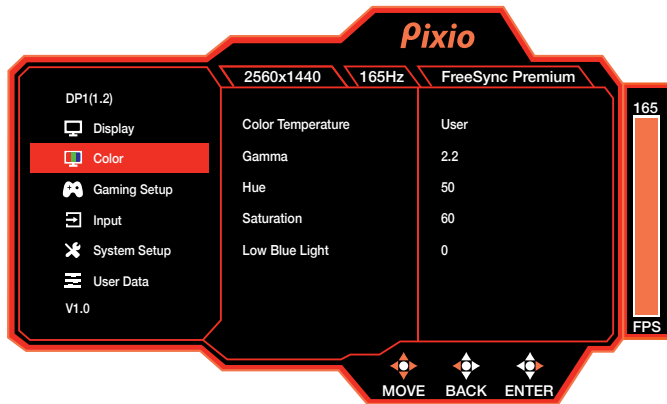 Pixio
2560x1440 165Hz FreeSync Premium
DP1(1.2)
Display
Color
Gaming Setup
Input
System Setup
User Data
V1.0
Color Temperature User
Gamma 2.2
Hue 50
Saturation 60
Low Blue Light 0
165
FPS
MOVE BACK ENTER